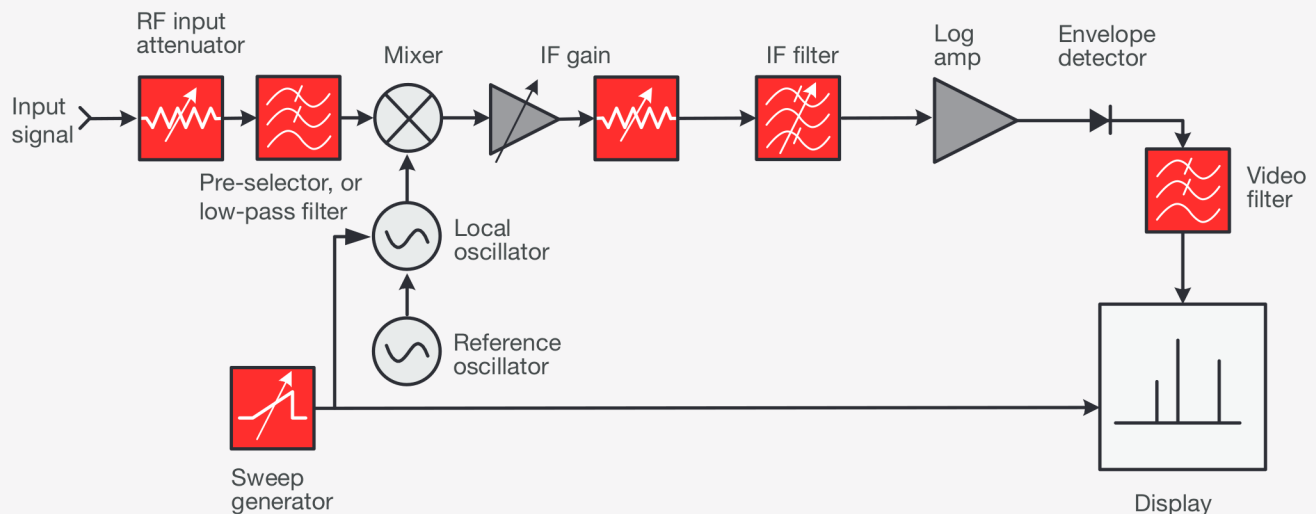 RF input
attenuator
Mixer
IF gain
IF filter
Log
amp
Envelope
detector
Input
signal
Pre-selector, or
low-pass filter
Video
filter
Local
oscillator
Reference
oscillator
Sweep
generator
Display